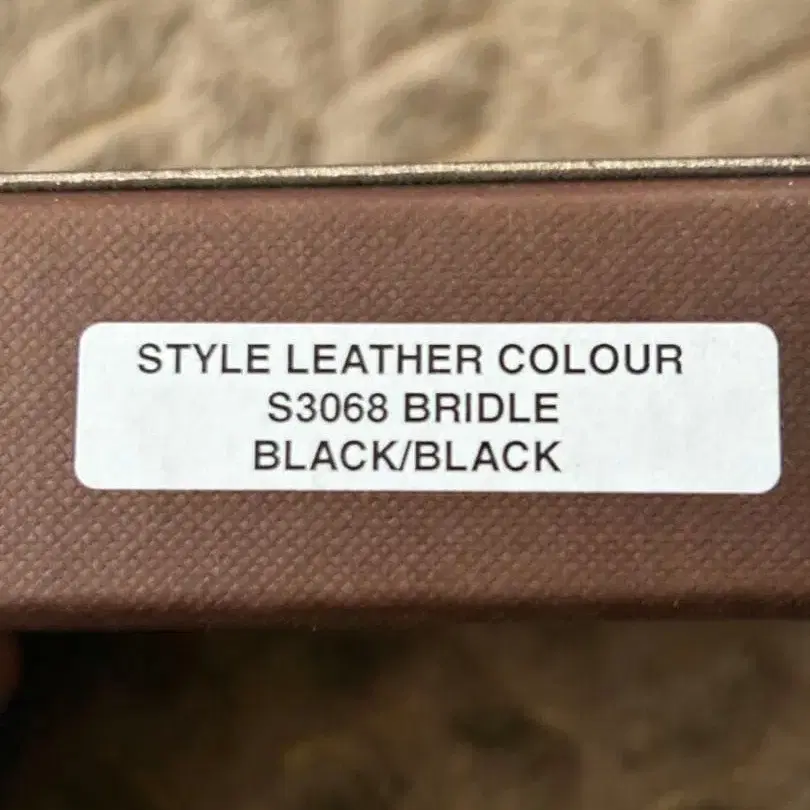 STYLE LEATHER COLOUR
S3068 BRIDLE
BLACK/BLACK